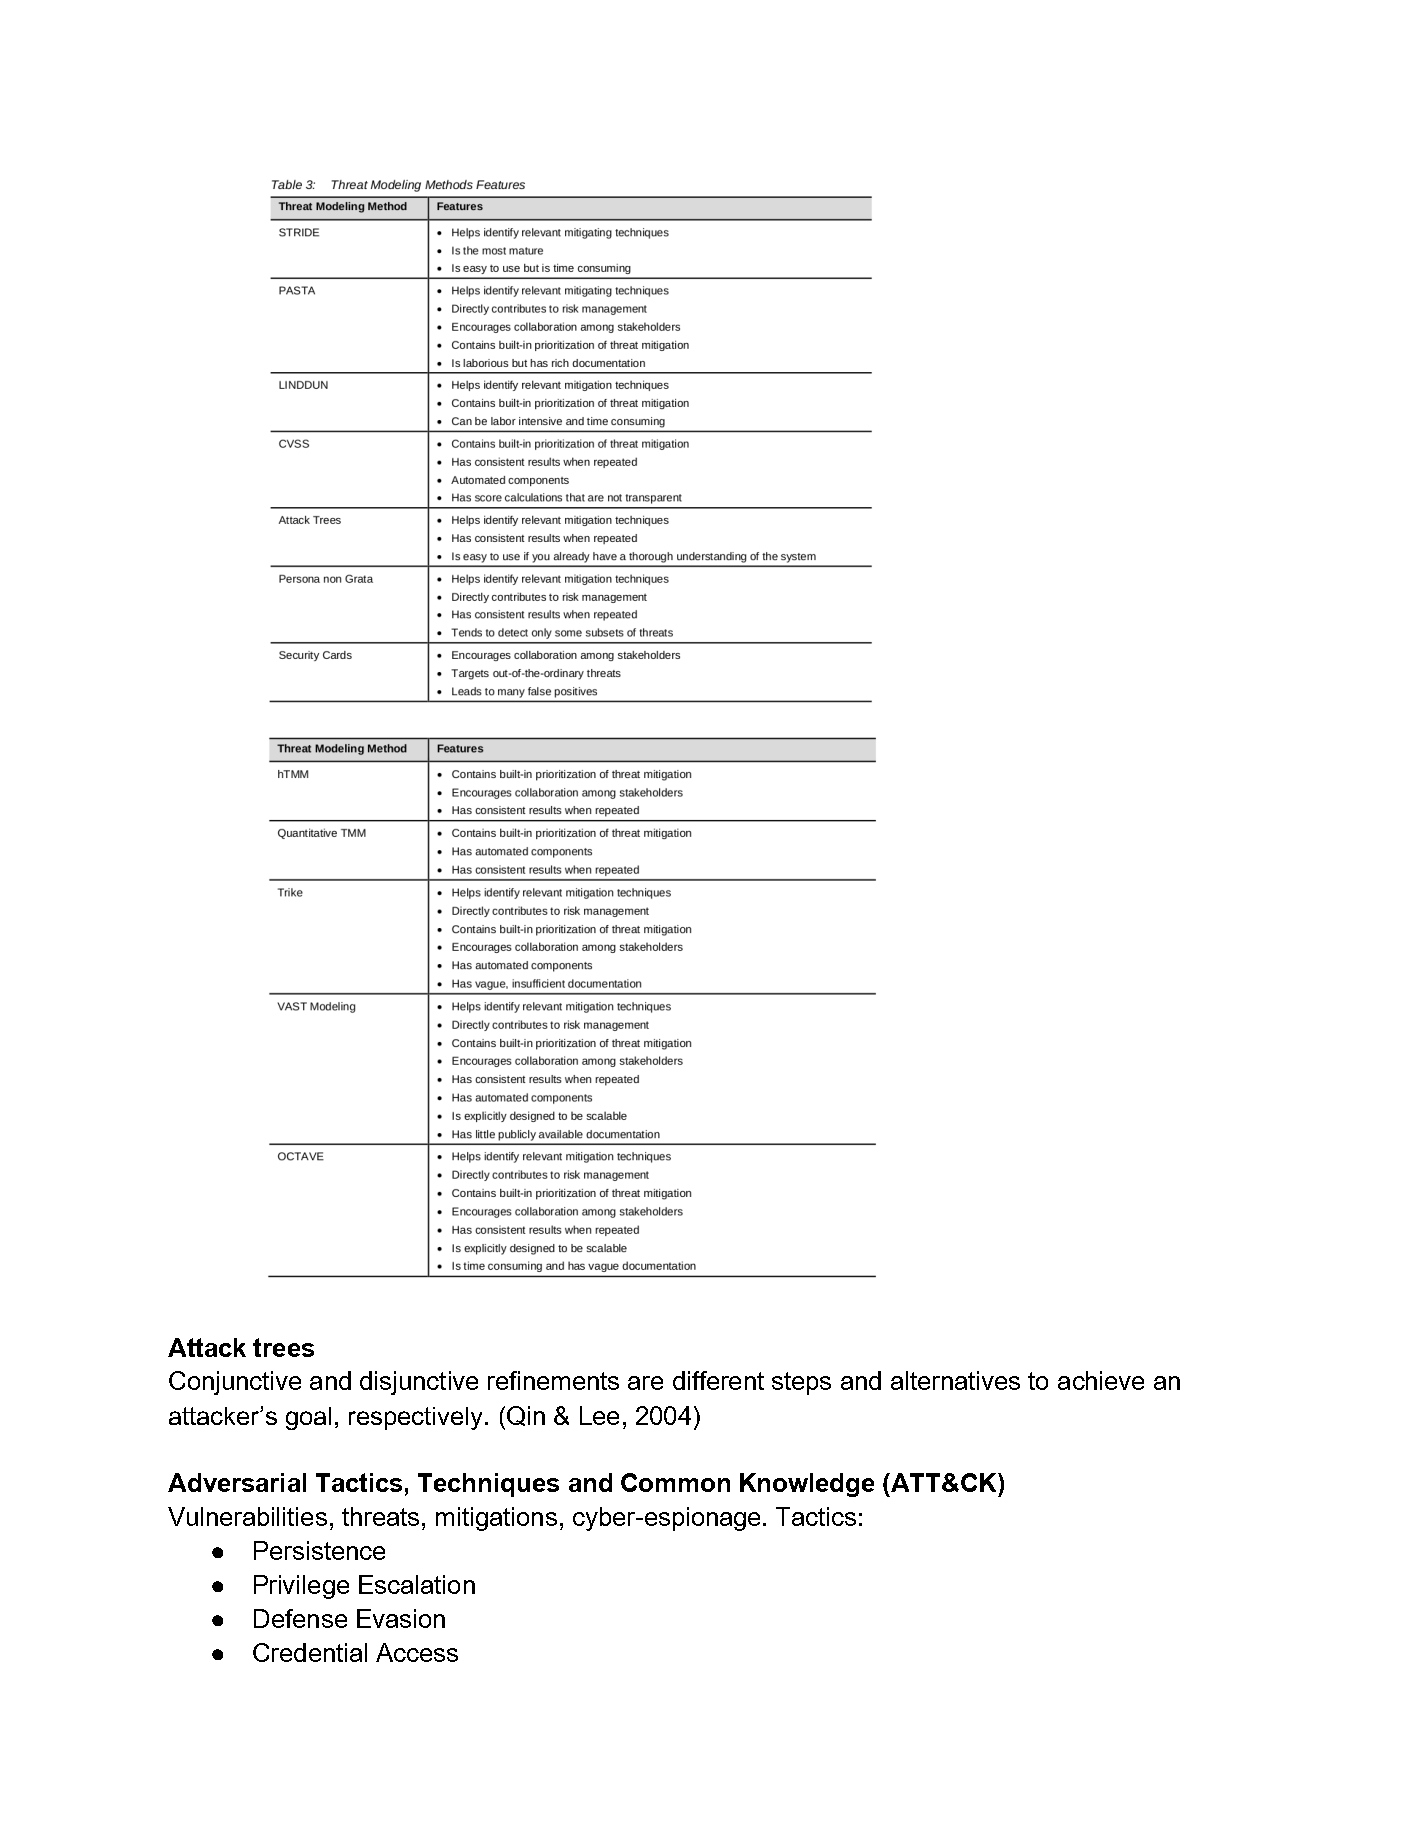 Table 3: Threat Modeling Methods Features
Threat Modeling Method Features
STRIDE • Helps identify relevant mitigating techniques
• Is the most mature
• Is easy to use but is time consuming
PASTA • Helps identify relevant mitigating techniques
• Directly contributes to risk management
• Encourages collaboration among stakeholders
• Contains built-in prioritization of threat mitigation
• Is laborious but has rich documentation
LINDDUN • Helps identify relevant mitigation techniques
• Contains built-in prioritization of threat mitigation
• Can be labor intensive and time consuming
CVSS • Contains built-in prioritization of threat mitigation
• Has consistent results when repeated
• Automated components
• Has score calculations that are not transparent
Attack Trees • Helps identify relevant mitigation techniques
• Has consistent results when repeated
• Is easy to use if you already have a thorough understanding of the system
Persona non Grata • Helps identify relevant mitigation techniques
• Directly contributes to risk management
• Has consistent results when repeated
• Tends to detect only some subsets of threats
Security Cards • Encourages collaboration among stakeholders
• Targets out-of-the-ordinary threats
• Leads to many false positives
Threat Modeling Method Features
hTMM • Contains built-in prioritization of threat mitigation
• Encourages collaboration among stakeholders
• Has consistent results when repeated
Quantitative TMM • Contains built-in prioritization of threat mitigation
• Has automated components
• Has consistent results when repeated
Trike • Helps identify relevant mitigation techniques
• Directly contributes to risk management
• Contains built-in prioritization of threat mitigation
• Encourages collaboration among stakeholders
• Has automated components
• Has vague, insufficient documentation
VAST Modeling • Helps identify relevant mitigation techniques
• Directly contributes to risk management
• Contains built-in prioritization of threat mitigation
• Encourages collaboration among stakeholders
• Has consistent results when repeated
• Has automated components
• Is explicitly designed to be scalable
• Has little publicly available documentation
OCTAVE • Helps identify relevant mitigation techniques
• Directly contributes to risk management
• Contains built-in prioritization of threat mitigation
• Encourages collaboration among stakeholders
• Has consistent results when repeated
• Is explicitly designed to be scalable
• Is time consuming and has vague documentation
Attack trees
Conjunctive and disjunctive refinements are different steps and alternatives to achieve an
attacker’s goal, respectively. (Qin & Lee, 2004)
Adversarial Tactics, Techniques and Common Knowledge (ATT&CK)
Vulnerabilities, threats, mitigations, cyber-espionage. Tactics:
● Persistence
● Privilege Escalation
● Defense Evasion
● Credential Access